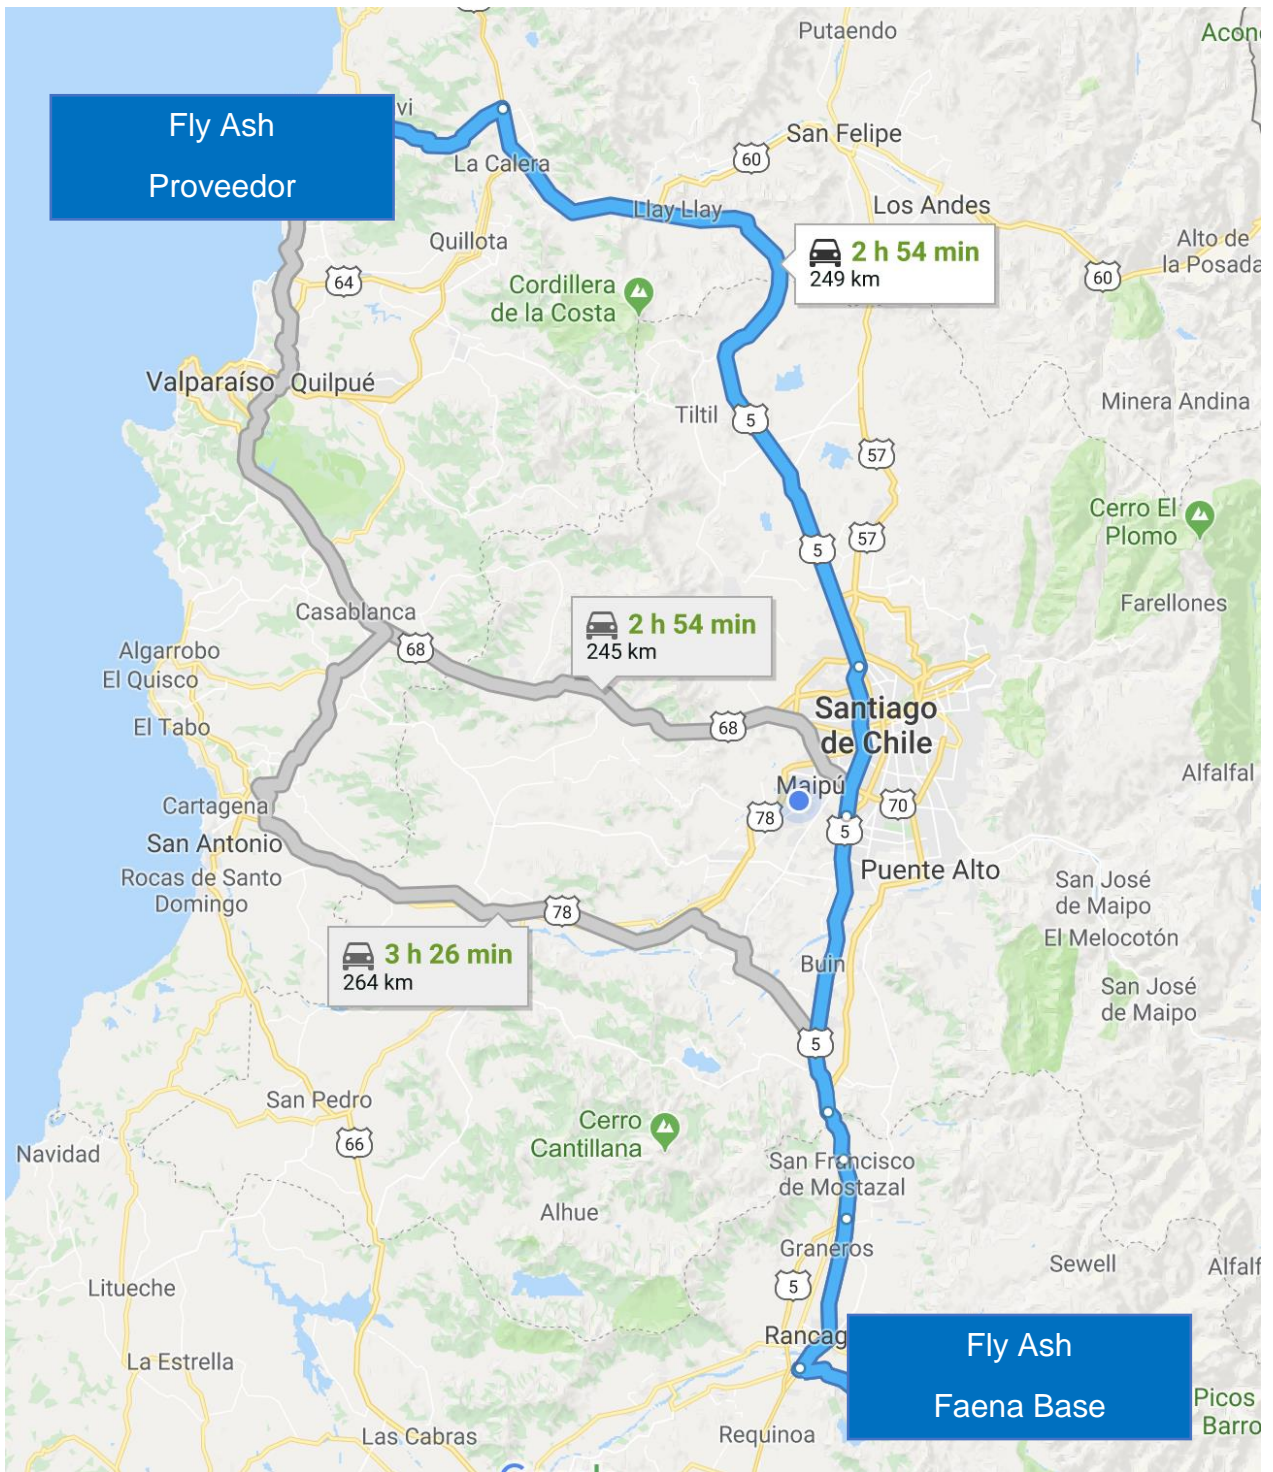 Putaendo
Acon
Fly Ash
Proveedor
vi
San Felipe
60
La Calera
Llay Llay
Los Andes
Quillota
2 h 54 min
249 km
Alto de
la Posada
60
64
Cordillera
de la Costa
Valparaíso
Quilpué
Tiltil
5
Minera Andina
57
Cerro El
Plomo
57
5
Casablanca
Farellones
2 h 54 min
245 km
68
Algarrobo
El Quisco
El Tabo
68
Santiago
de Chile
Alfalfal
Maipú
Cartagena
78
70
5
San Antonio
Puente Alto
Rocas de Santo
Domingo
San José
de Maipo
78
El Melocotón
3 h 26 min
264 km
Buin
San José
de Maipo
5
San Pedro
Cerro
Cantillana
66
Navidad
San Francisco
de Mostazal
Alhue
Graneros
Sewell
Alfalf
Litueche
5
Rancag
Fly Ash
Faena Base
La Estrella
Picos
Barro
Las Cabras
Requinoa